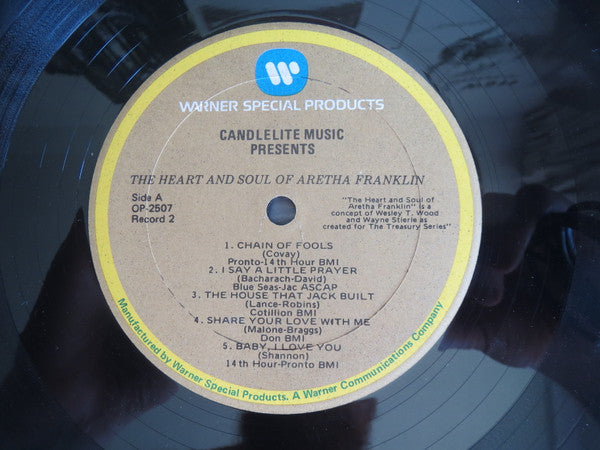 WARNER SPECIAL PRODUCTS
CANDLELITE MUSIC
PRESENTS
THE HEART AND SOUL OF ARETHA FRANKLIN
Side A
OP-2507
Record 2
"The Heart and Soul of
Aretha Franklin" is a
concept of Wesley T. Wood
and Wayne Stierle as
created for The Treasury Series"
1. CHAIN OF FOOLS
(Covay)
Pronto-14th Hour BMI
2. I SAY A LITTLE PRAYER
(Bacharach-David)
Blue Seas-Jac ASCAP
3. THE HOUSE THAT JACK BUILT
(Lance-Robins)
Cotillion BMI
4. SHARE YOUR LOVE WITH ME
(Malone-Braggs)
Don BMI
5. BABY, I LOVE YOU
(Shannon)
14th Hour-Pronto BMI
Manufactured by Warner Special Products. A Warner Communications Company